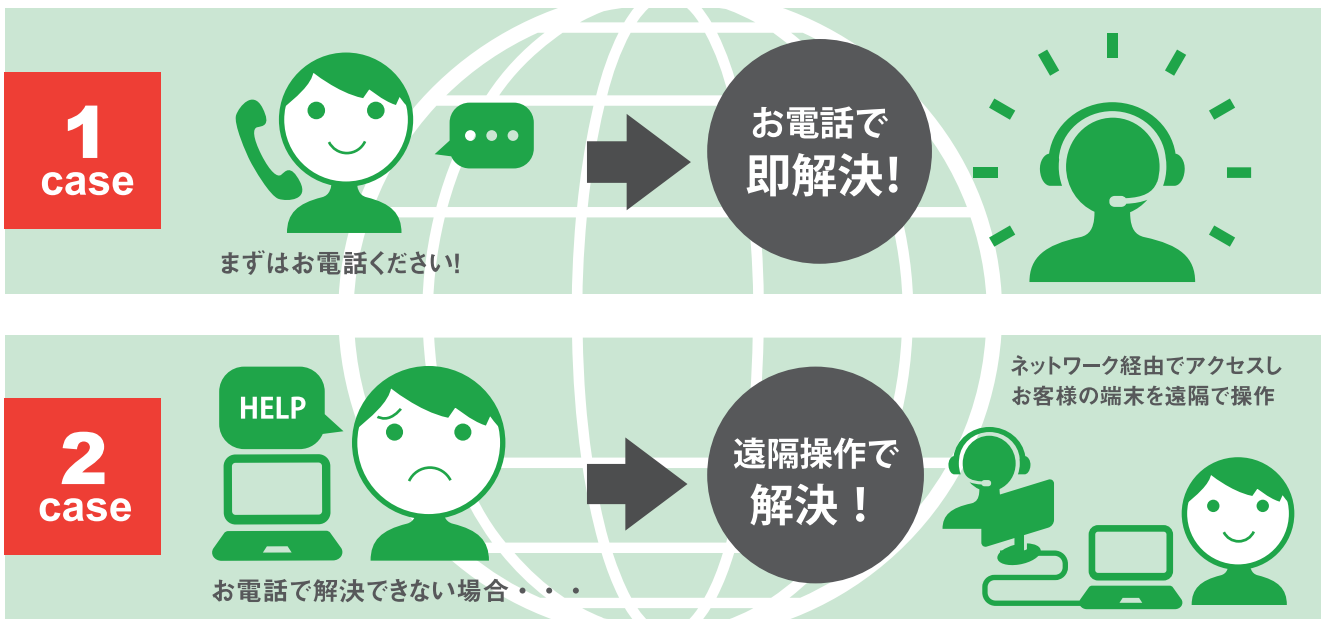 1
case
まずはお電話ください!
お電話で
即解決!
2
case
HELP
お電話で解決できない場合・・・
遠隔操作で
解決！
ネットワーク経由でアクセスし
お客様の端末を遠隔で操作